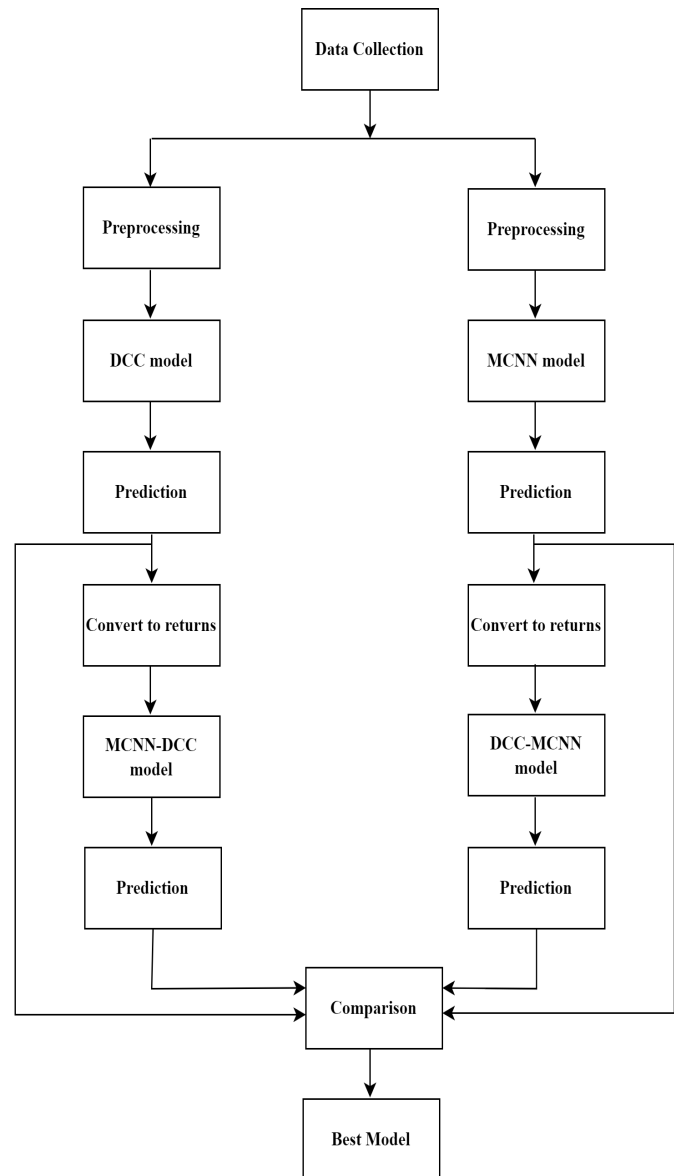 Data Collection
Preprocessing
Preprocessing
DCC model
MCNN model
Prediction
Prediction
Convert to returns
Convert to returns
MCNN-DCC
model
DCC-MCNN
model
Prediction
Prediction
Comparison
Best Model